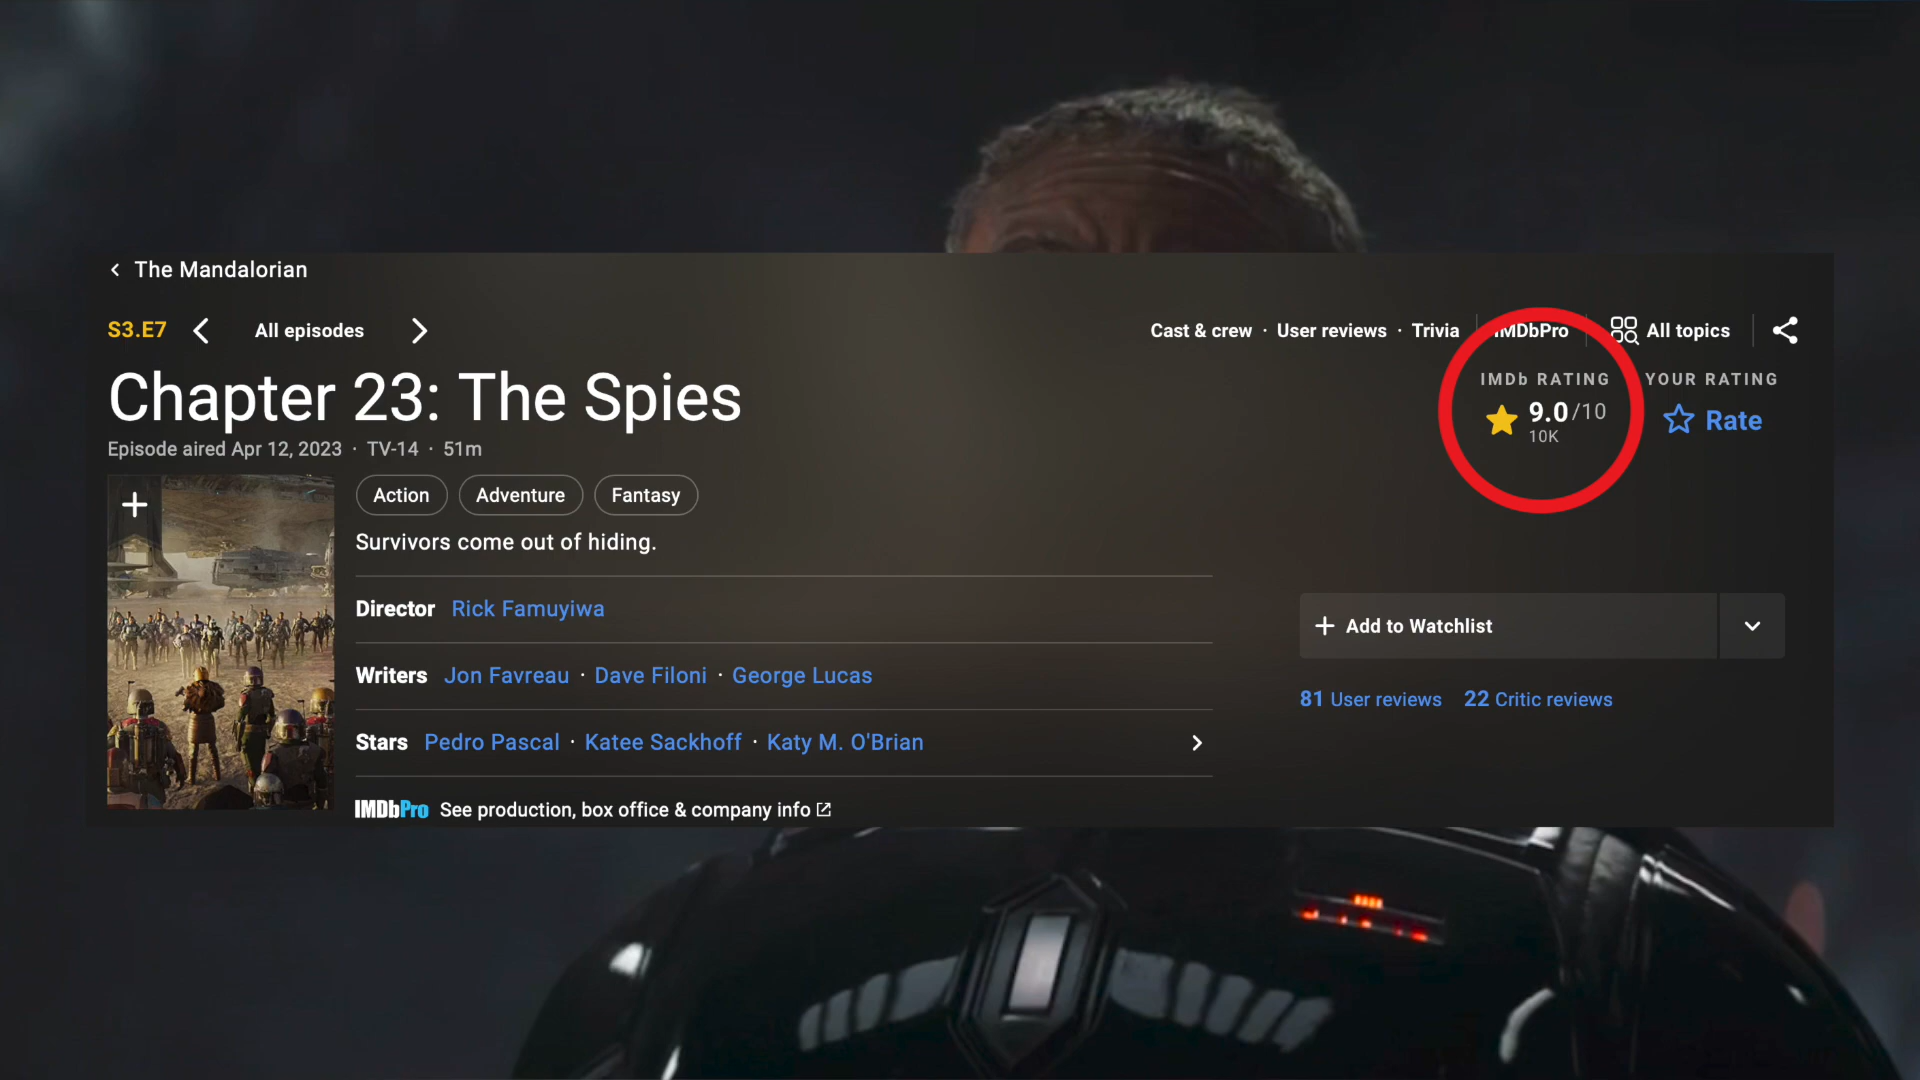 The Mandalorian
S3.E7 All episodes
Cast & crew · User reviews · Trivia IMDbPro All topics
Chapter 23: The Spies
Episode aired Apr 12, 2023 · TV-14 · 51m
IMDb RATING
9.0/10
10K
YOUR RATING
Rate
Action Adventure Fantasy
Survivors come out of hiding.
Director Rick Famuyiwa
Writers Jon Favreau · Dave Filoni · George Lucas
Stars Pedro Pascal · Katee Sackhoff · Katy M. O'Brian
IMDbPro See production, box office & company info
+ Add to Watchlist
81 User reviews 22 Critic reviews